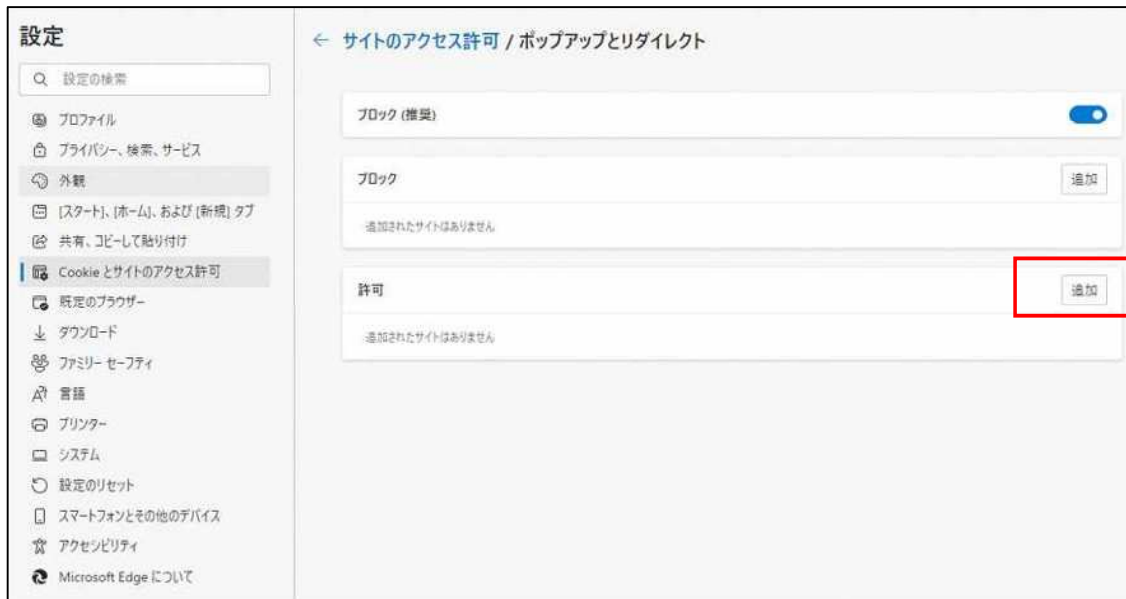 設定
設定の検索
プロファイル
プライバシー、検索、サービス
外観
[スタート]、[ホーム]、および [新規] タブ
共有、コピーして貼り付け
Cookie とサイトのアクセス許可
既定のブラウザー
ダウンロード
ファミリー セーフティ
言語
プリンター
システム
設定のリセット
スマートフォンとその他のデバイス
アクセシビリティ
Microsoft Edge について
← サイトのアクセス許可 / ポップアップとリダイレクト
ブロック (推奨)
ブロック
追加
追加されたサイトはありません
許可
追加
追加されたサイトはありません